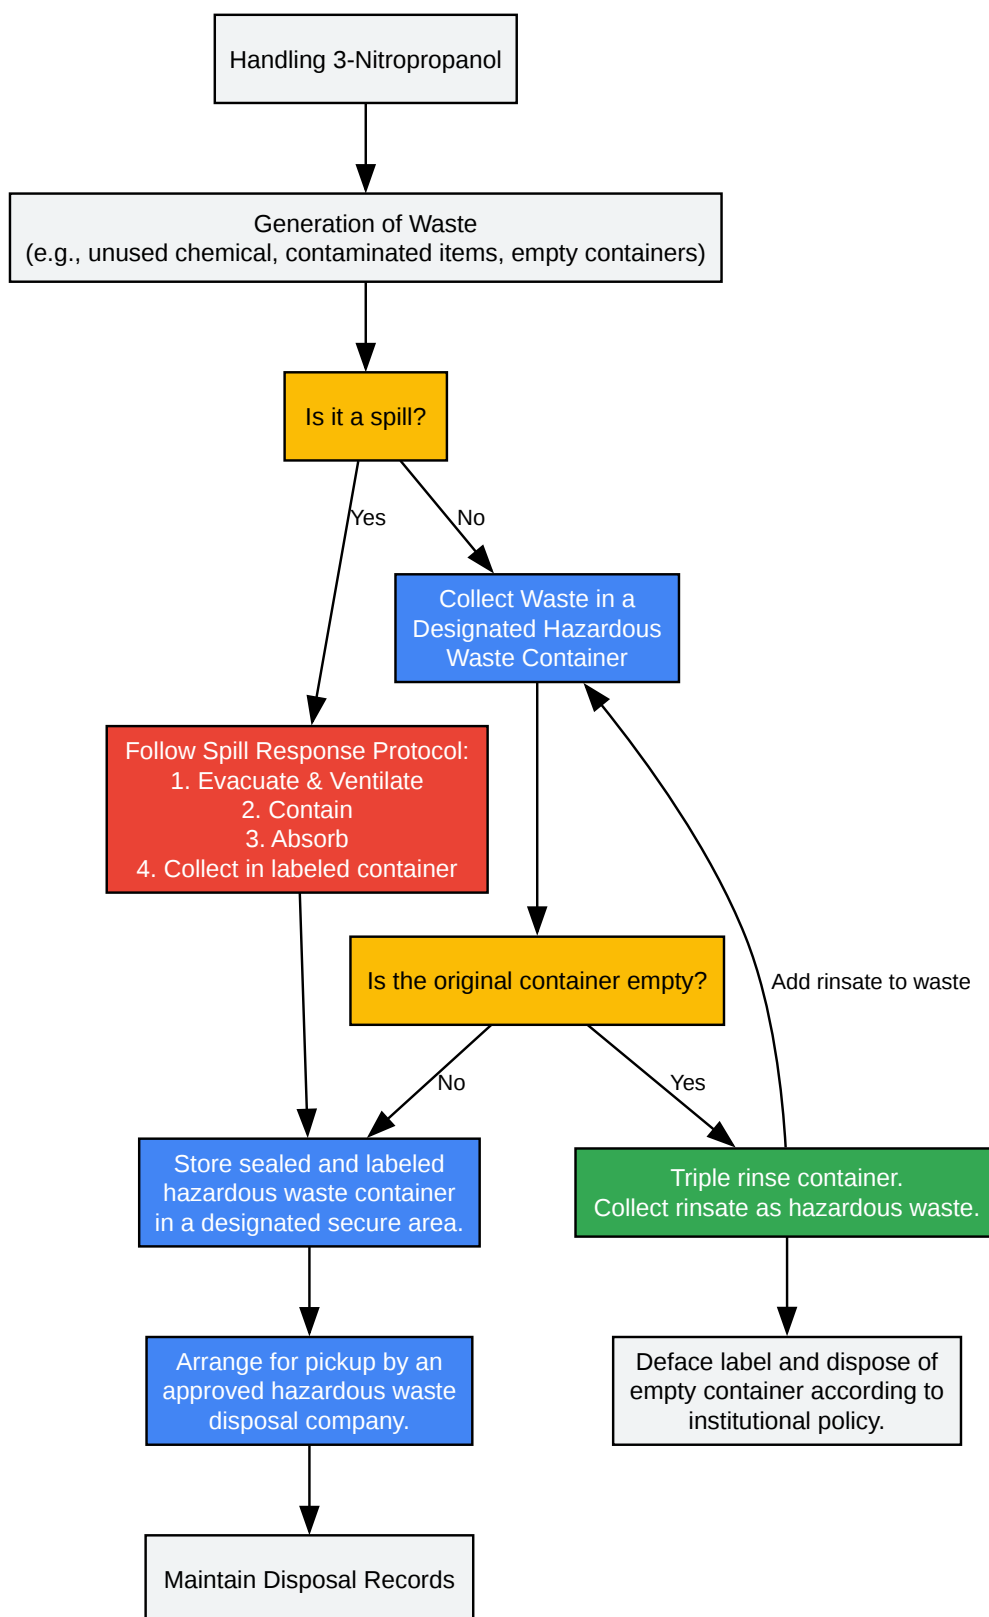 Handling 3-Nitropropanol
Generation of Waste
(e.g., unused chemical, contaminated items, empty containers)
Is it a spill?
Yes
No
Collect Waste in a
Designated Hazardous
Waste Container
Follow Spill Response Protocol:
1. Evacuate & Ventilate
2. Contain
3. Absorb
4. Collect in labeled container
Is the original container empty?
Add rinsate to waste
No
Yes
Store sealed and labeled
hazardous waste container
in a designated secure area.
Triple rinse container.
Collect rinsate as hazardous waste.
Arrange for pickup by an
approved hazardous waste
disposal company.
Deface label and dispose of
empty container according to
institutional policy.
Maintain Disposal Records